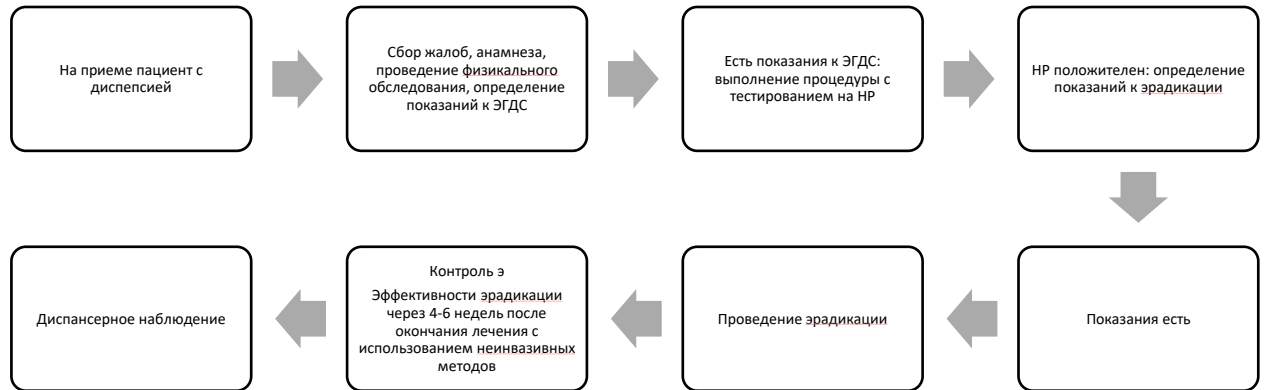 На приеме пациент с
диспепсией
Сбор жалоб, анамнеза,
проведение физикального
обследования, определение
показаний к ЭГДС
Есть показания к ЭГДС:
выполнение процедуры с
тестированием на НР
НР положителен: определение
показаний к эрадикации
Показания есть
Проведение эрадикации
Контроль э
Эффективности эрадикации
через 4-6 недель после
окончания лечения с
использованием неинвазивных
методов
Диспансерное наблюдение